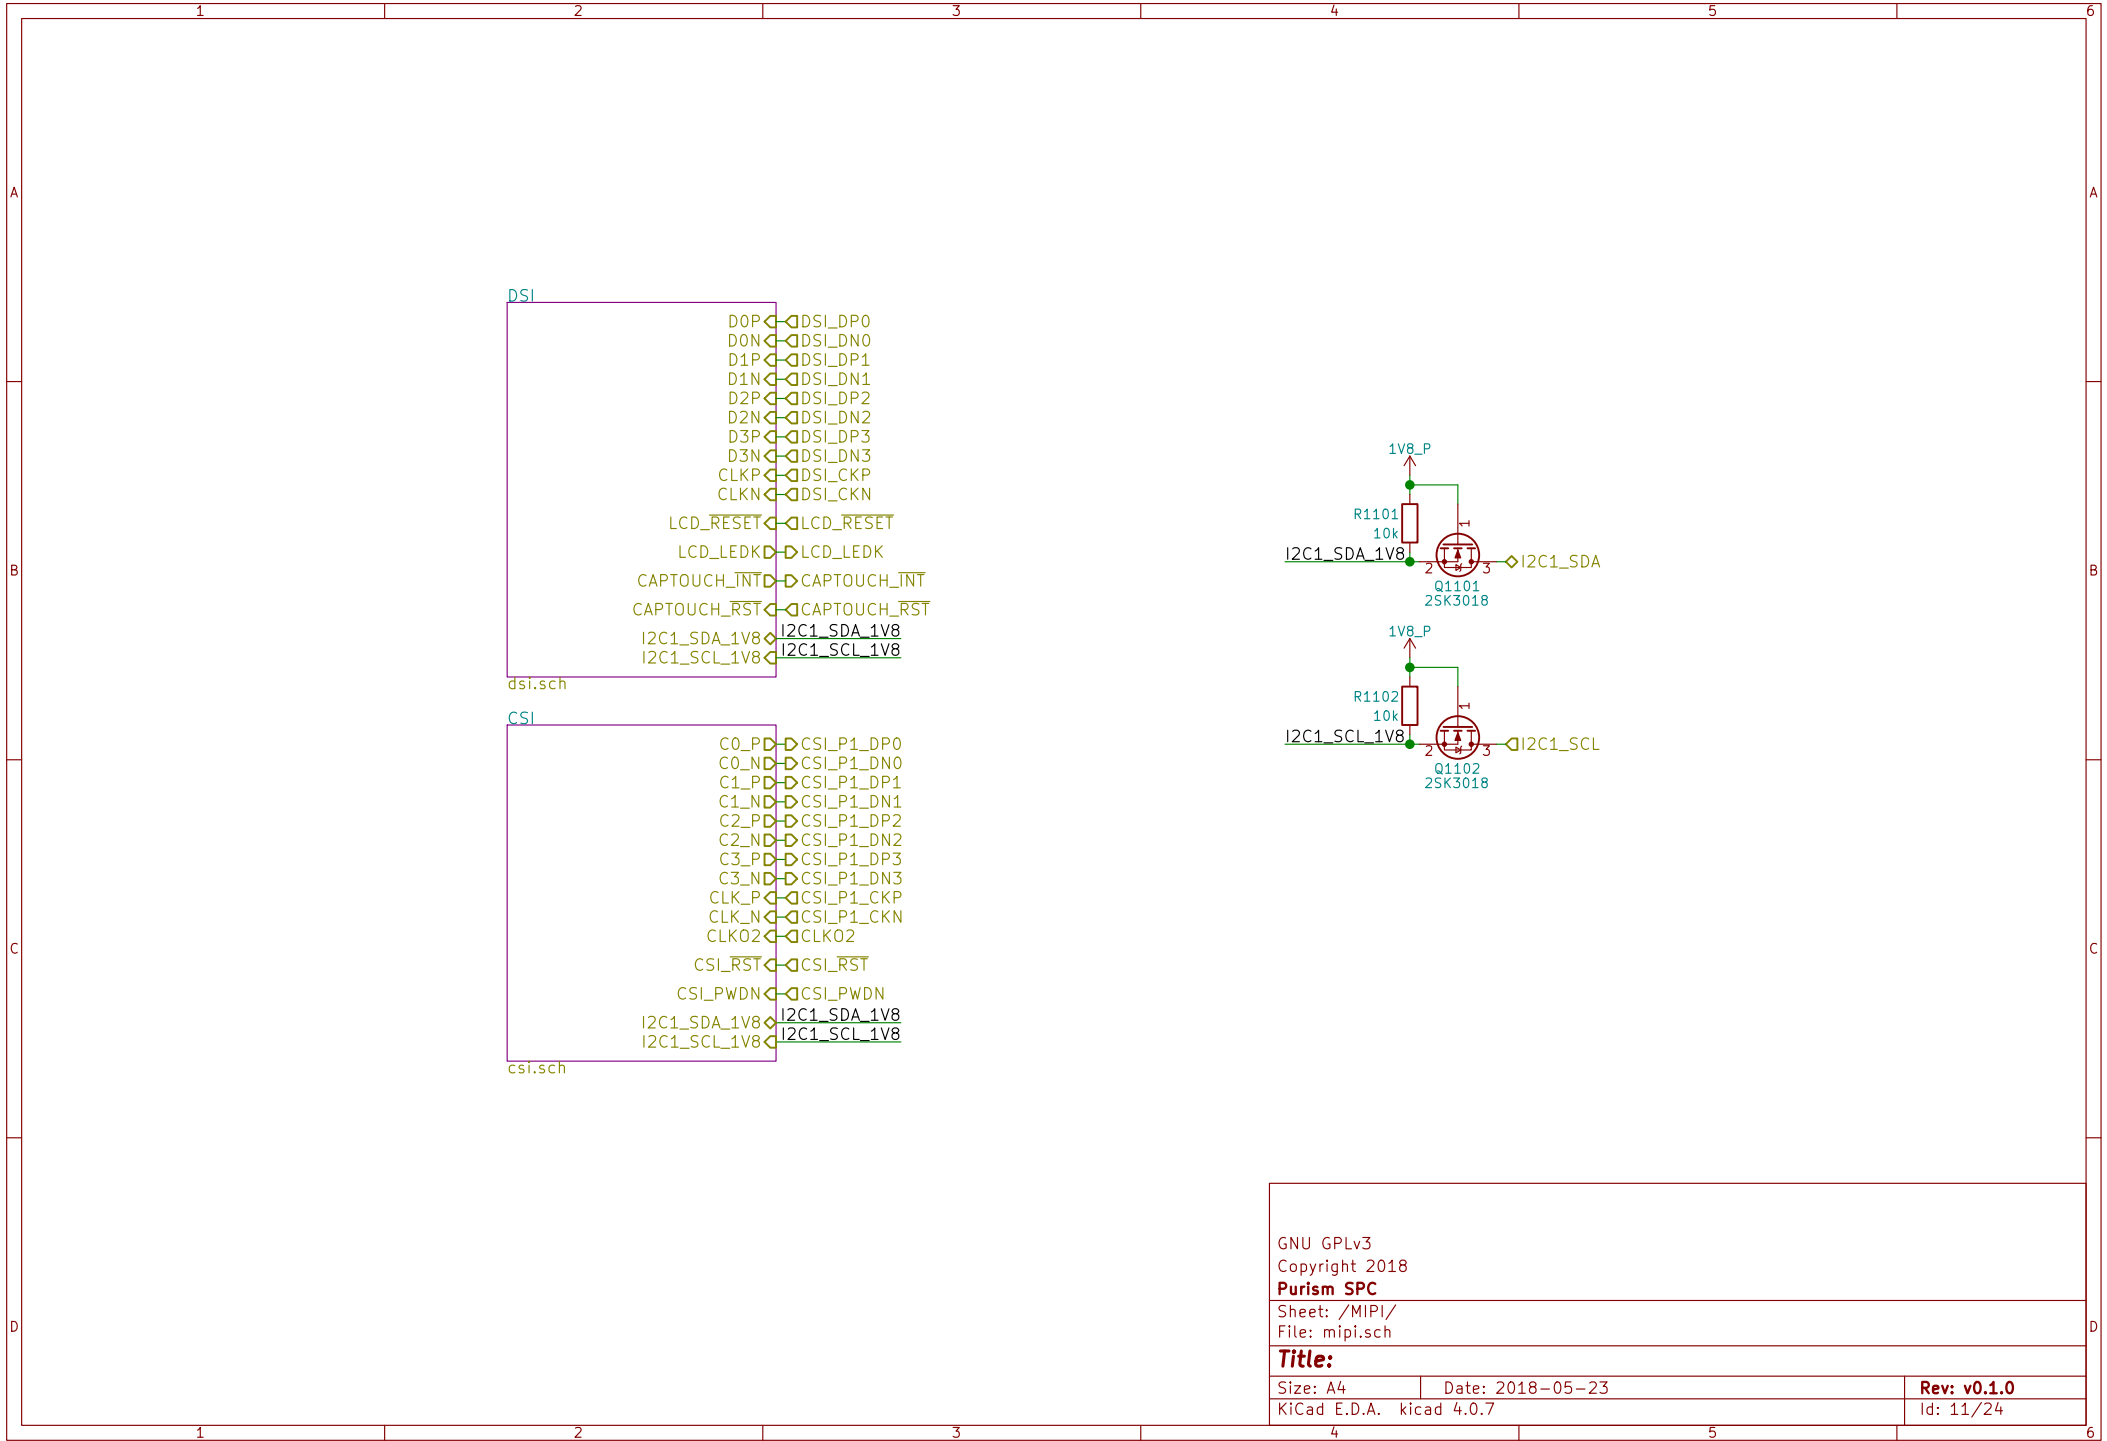 1 2 3 4 5 6
A A
B B
C C
D D
DSI
D0P DSI_DP0
D0N DSI_DN0
D1P DSI_DP1
D1N DSI_DN1
D2P DSI_DP2
D2N DSI_DN2
D3P DSI_DP3
D3N DSI_DN3
CLKP DSI_CKP
CLKN DSI_CKN
LCD_RESET LCD_RESET
LCD_LEDK LCD_LEDK
CAPTOUCH_INT CAPTOUCH_INT
CAPTOUCH_RST CAPTOUCH_RST
I2C1_SDA_1V8 I2C1_SDA_1V8
I2C1_SCL_1V8 I2C1_SCL_1V8
dsi.sch
CSI
C0_P CSI_P1_DP0
C0_N CSI_P1_DN0
C1_P CSI_P1_DP1
C1_N CSI_P1_DN1
C2_P CSI_P1_DP2
C2_N CSI_P1_DN2
C3_P CSI_P1_DP3
C3_N CSI_P1_DN3
CLK_P CSI_P1_CKP
CLK_N CSI_P1_CKN
CLKO2 CLKO2
CSI_RST CSI_RST
CSI_PWDN CSI_PWDN
I2C1_SDA_1V8 I2C1_SDA_1V8
I2C1_SCL_1V8 I2C1_SCL_1V8
csi.sch
1V8_P
R1101
10k
1
I2C1_SDA_1V8
2 3
I2C1_SDA
Q1101
2SK3018
1V8_P
R1102
10k
1
I2C1_SCL_1V8
2 3
I2C1_SCL
Q1102
2SK3018
GNU GPLv3
Copyright 2018
Purism SPC
Sheet: /MIPI/
File: mipi.sch
Title:
Size: A4 Date: 2018-05-23 Rev: v0.1.0
KiCad E.D.A. kicad 4.0.7 Id: 11/24
1 2 3 4 5 6